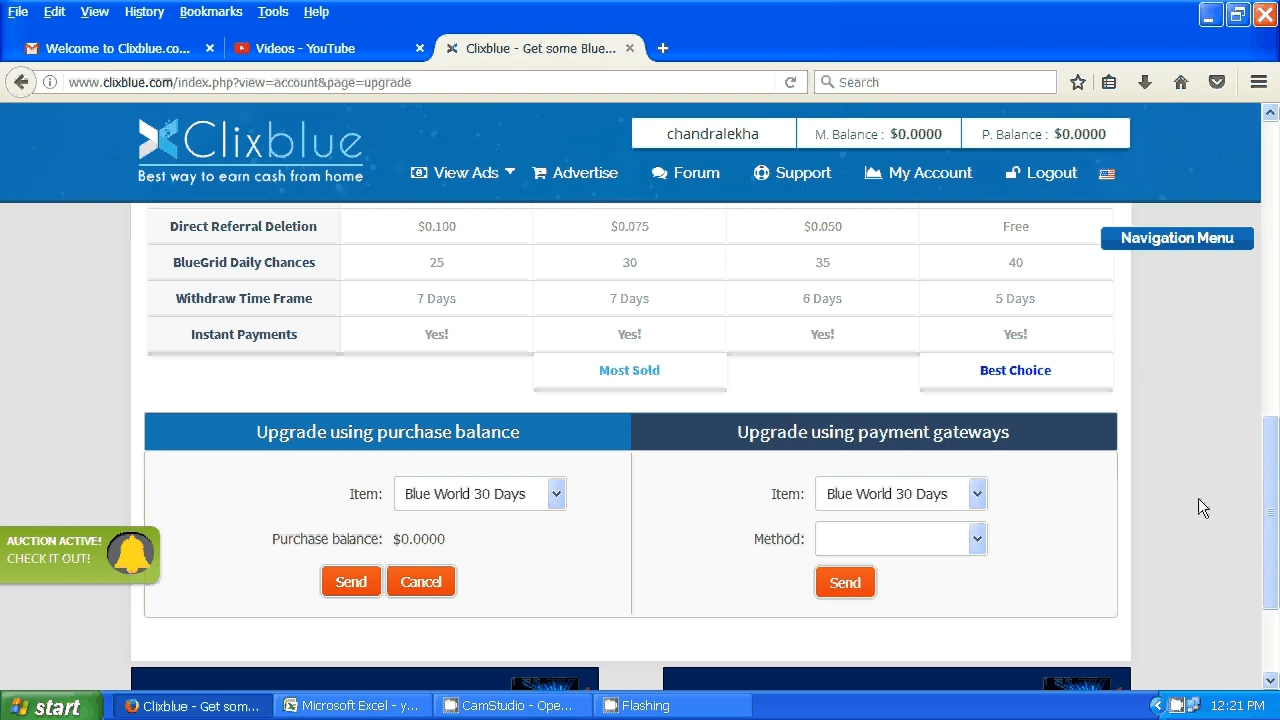 File Edit View History Bookmarks Tools Help
Welcome to Clixblue.co... Videos - YouTube Clixblue - Get some Blue...
www.clixblue.com/index.php?view=account&page=upgrade Search
Clixblue
Best way to earn cash from home
chandralekha M. Balance : $0.0000 P. Balance : $0.0000
View Ads Advertise Forum Support My Account Logout
Navigation Menu
Direct Referral Deletion $0.100 $0.075 $0.050 Free
BlueGrid Daily Chances 25 30 35 40
Withdraw Time Frame 7 Days 7 Days 6 Days 5 Days
Instant Payments Yes! Yes! Yes! Yes!
Most Sold Best Choice
Upgrade using purchase balance Upgrade using payment gateways
Item: Blue World 30 Days Item: Blue World 30 Days
Purchase balance: $0.0000 Method:
Send Cancel Send
AUCTION ACTIVE!
CHECK IT OUT!
start Clixblue - Get som... Microsoft Excel - y... CamStudio - Ope... Flashing 12:21 PM